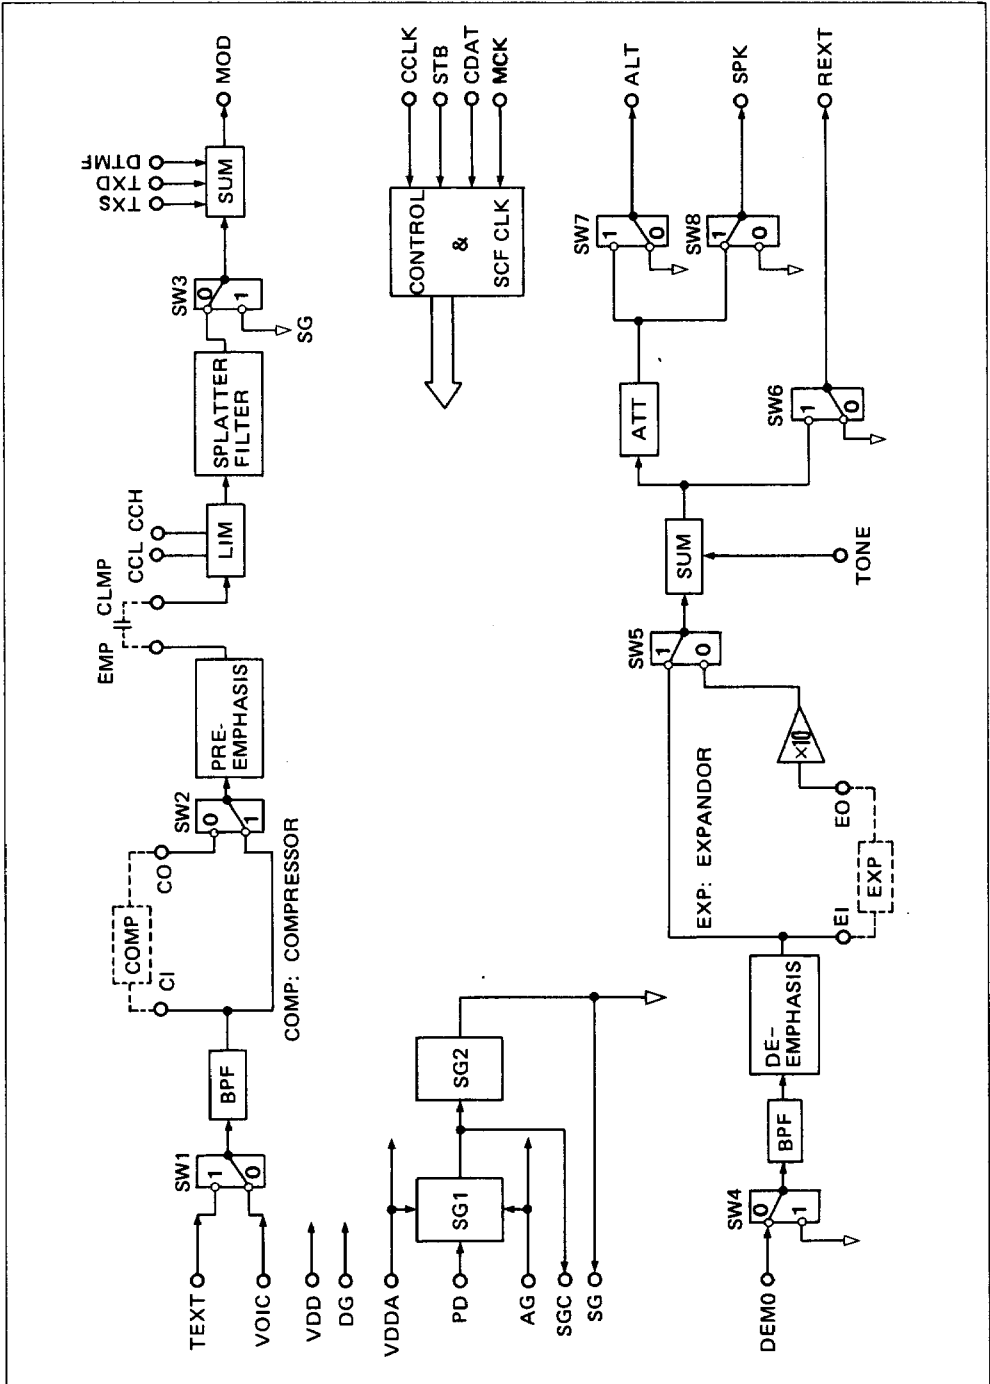 TEXT
VOIC
SW1
1
0
BPF
CI
COMP
CO
COMP: COMPRESSOR
SW2
0
1
PRE-
EMPHASIS
EMP
CLMP
CCL
CCH
LIM
SPLATTER
FILTER
SW3
0
1
SG
TXS
TXD
DTMF
SUM
MOD
VDD
DG
VDDA
PD
AG
SGC
SG
SG1
SG2
CONTROL
&
SCF CLK
CCLK
STB
CDAT
MCK
DEMO
SW4
0
1
BPF
DE-
EMPHASIS
EI
EXP
EO
EXP: EXPANDOR
×10
SW5
1
0
SUM
TONE
ATT
SW6
1
0
SW7
1
0
SW8
1
0
ALT
SPK
REXT